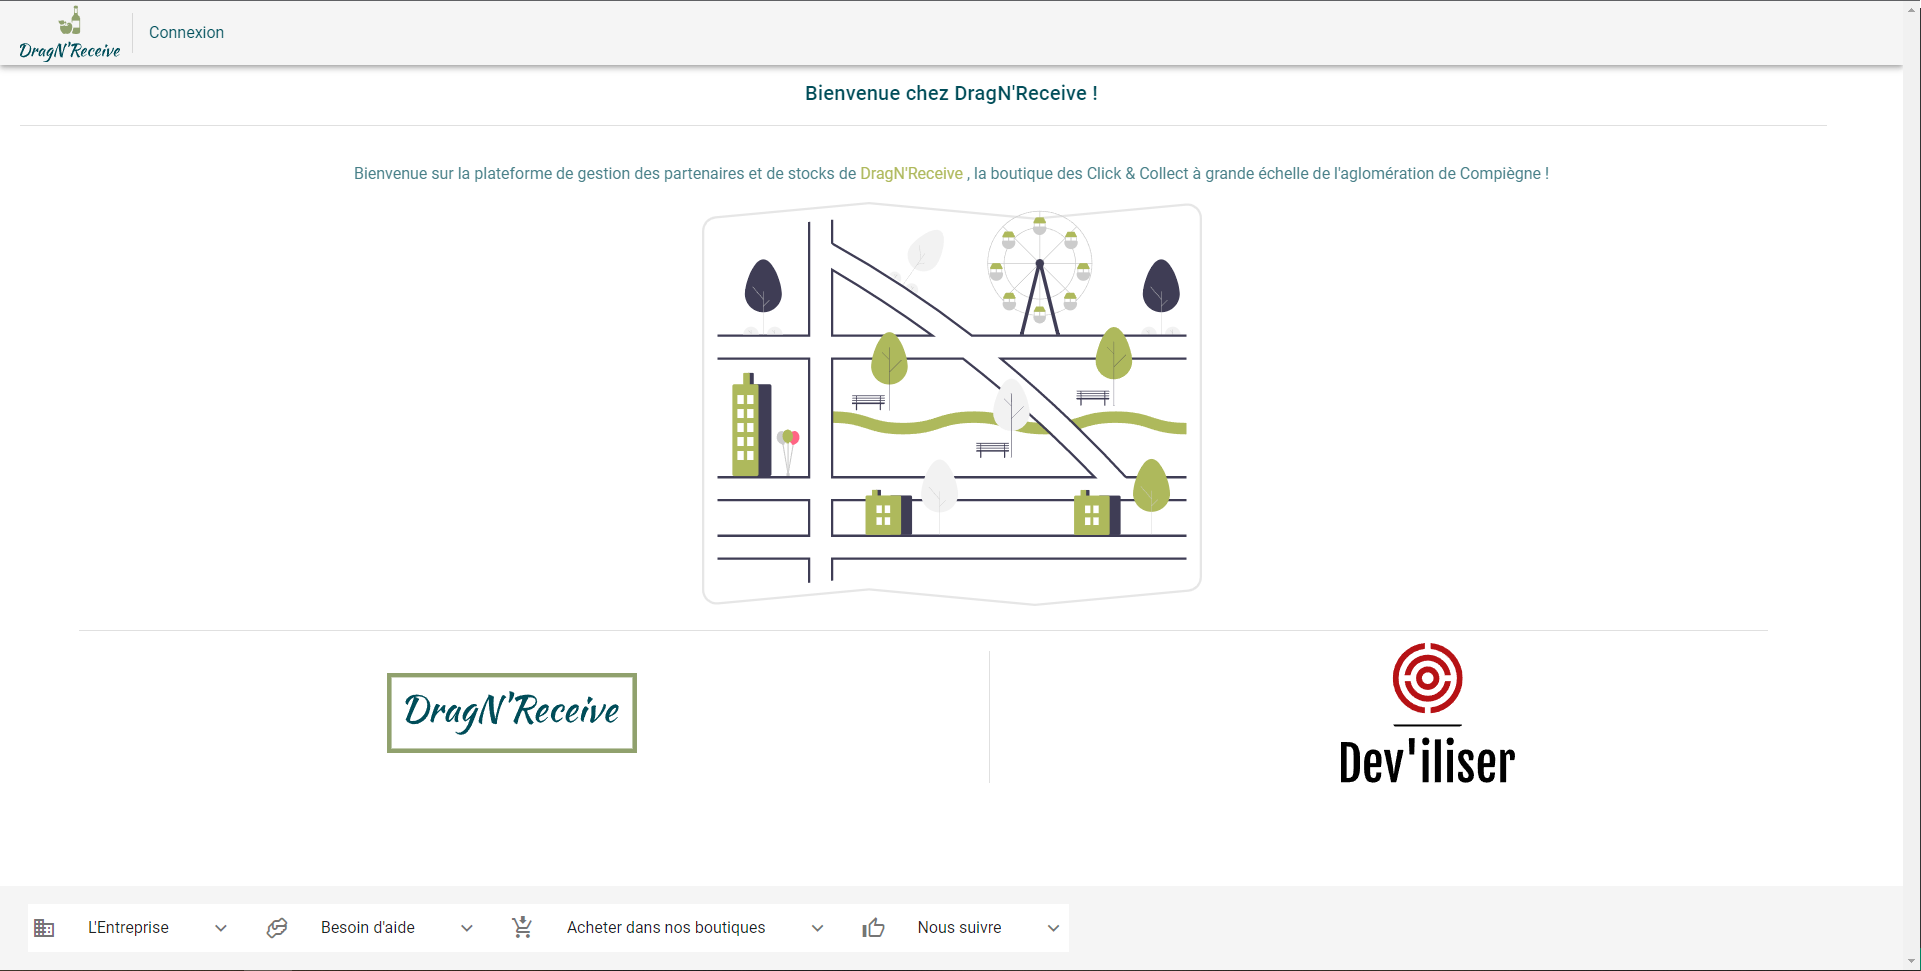 DragN'Receive
Connexion
Bienvenue chez DragN'Receive !
Bienvenue sur la plateforme de gestion des partenaires et de stocks de DragN'Receive , la boutique des Click & Collect à grande échelle de l'aglomération de Compiègne !
DragN'Receive
Dev'iliser
L'Entreprise
Besoin d'aide
Acheter dans nos boutiques
Nous suivre